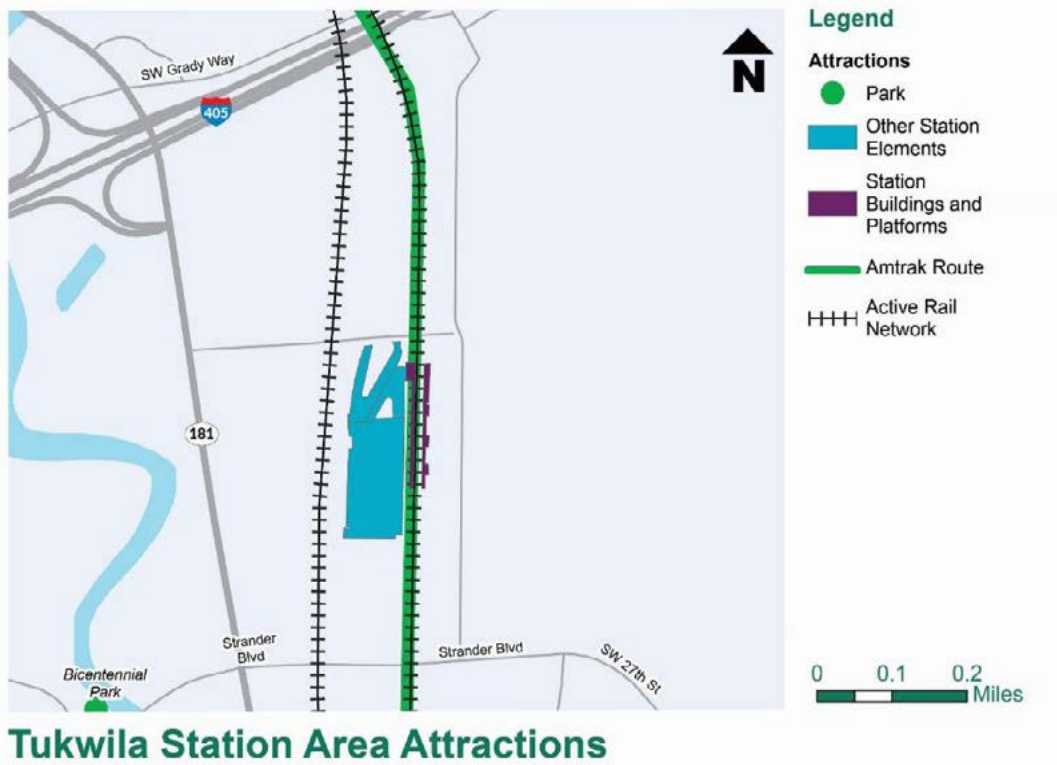 SW Grady Way
405
181
Strander
Blvd
Strander Blvd
SW 27th St
Bicentennial
Park
N
Legend
Attractions
Park
Other Station
Elements
Station
Buildings and
Platforms
Amtrak Route
Active Rail
Network
0 0.1 0.2
Miles
Tukwila Station Area Attractions